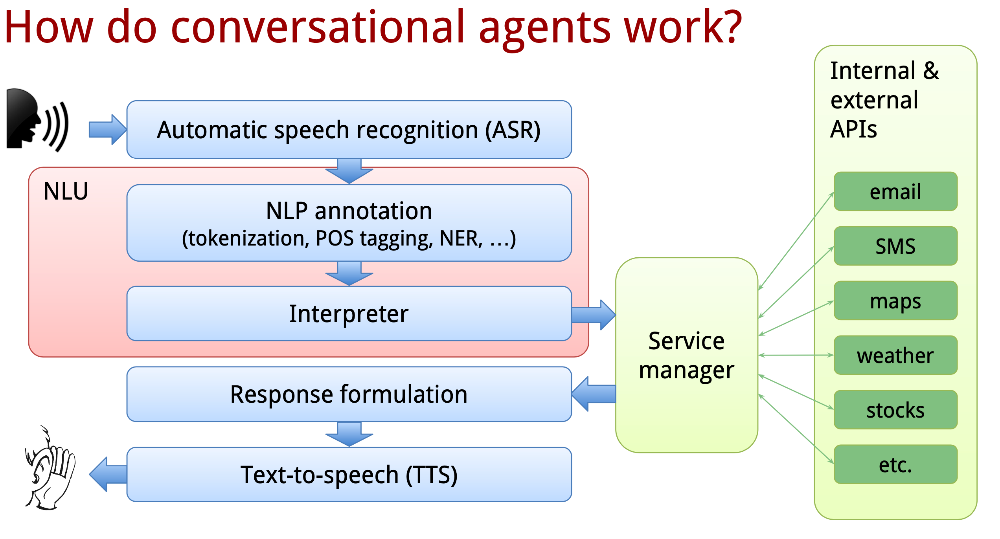 How do conversational agents work?
Automatic speech recognition (ASR)
NLU
NLP annotation
(tokenization, POS tagging, NER, …)
Interpreter
Response formulation
Text-to-speech (TTS)
Service
manager
Internal &
external
APIs
email
SMS
maps
weather
stocks
etc.